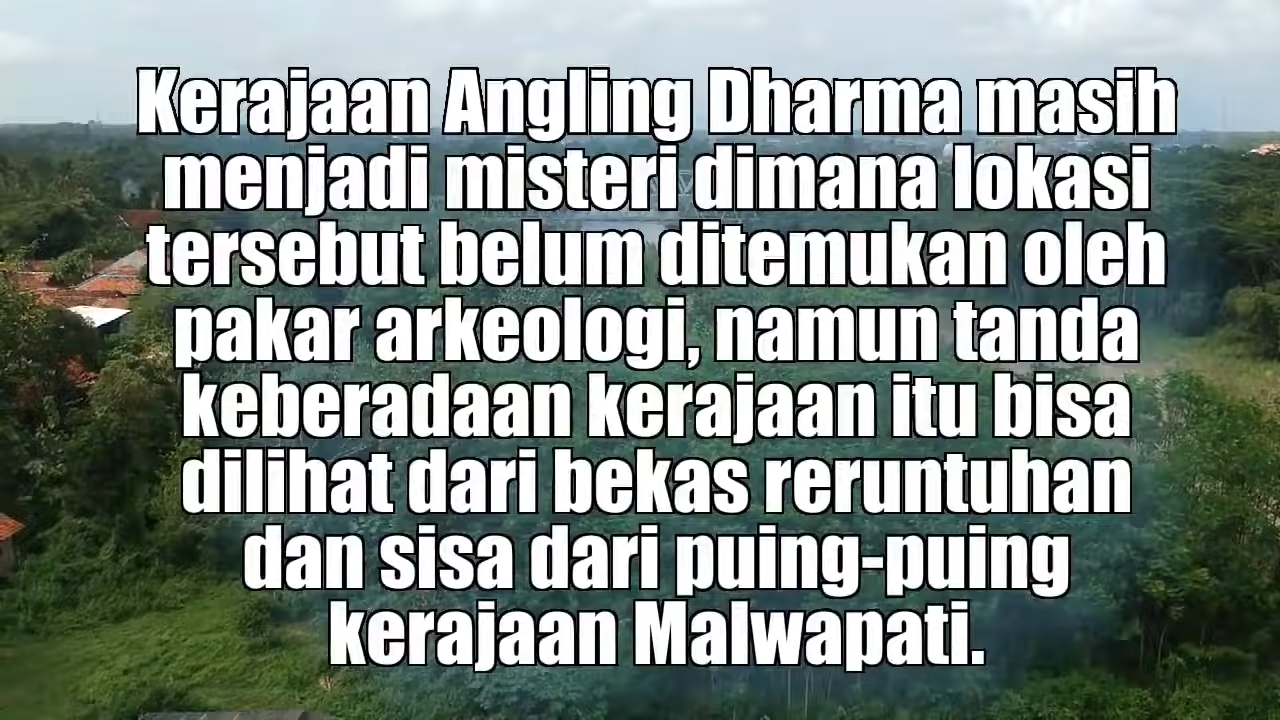 Kerajaan Angling Dharma masih
menjadi misteri dimana lokasi
tersebut belum ditemukan oleh
pakar arkeologi, namun tanda
keberadaan kerajaan itu bisa
dilihat dari bekas reruntuhan
dan sisa dari puing-puing
kerajaan Malwapati.